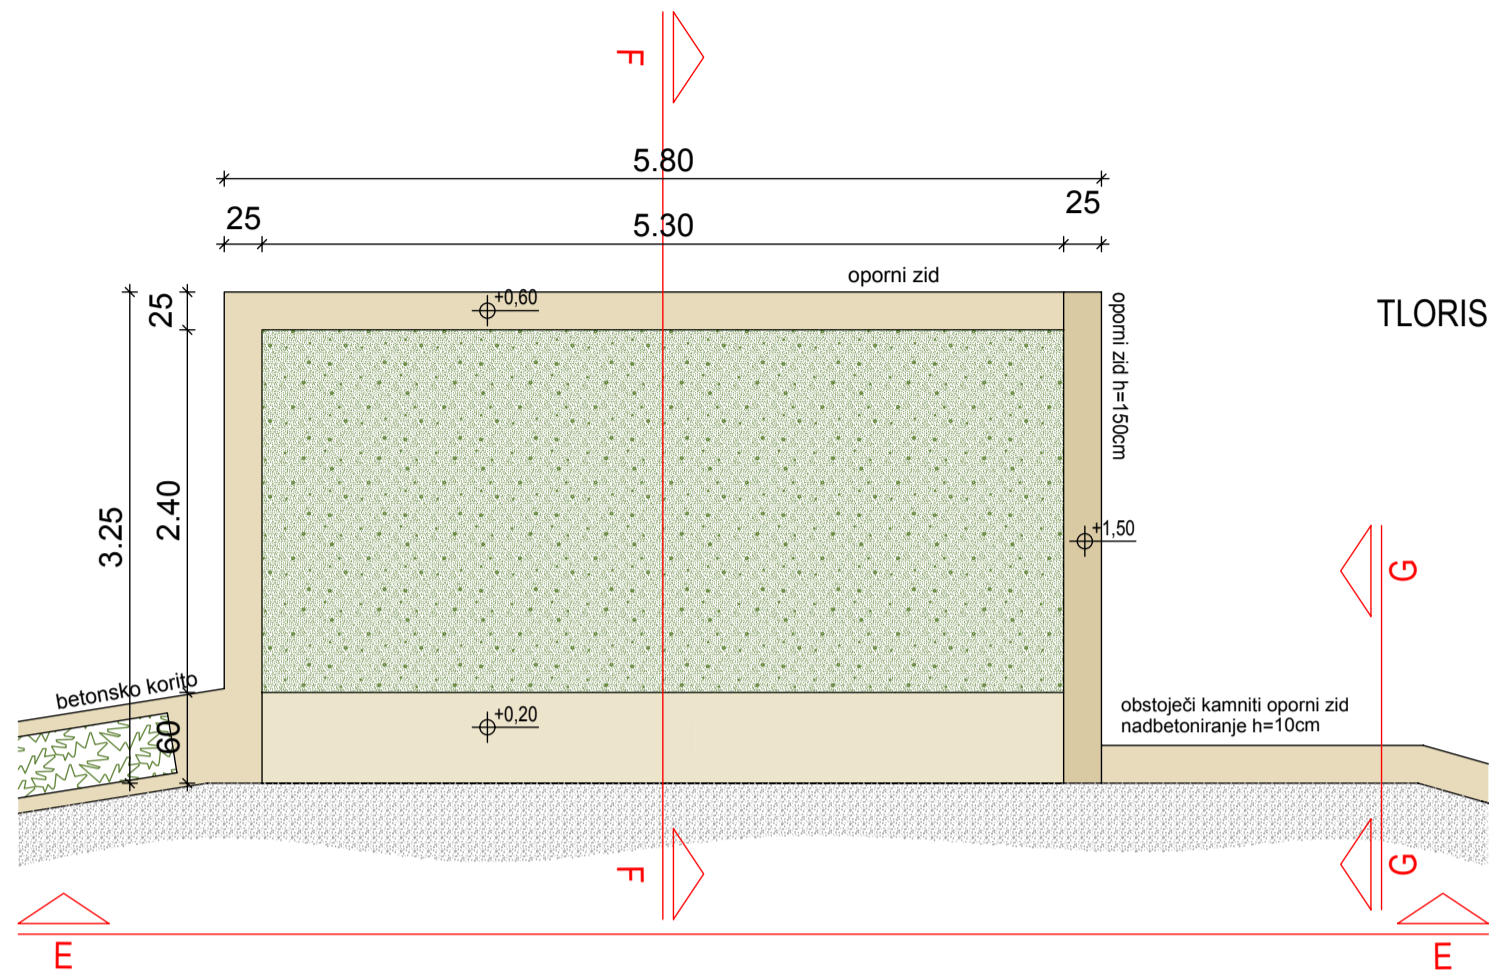 F
5.80
25
5.30
25
oporni zid
+0,60
25
oporni zid h=150cm
TLORIS
2.40
3.25
+1,50
G
betonsko korito
60
+0,20
obstoječi kamniti oporni zid
nadbetoniranje h=10cm
F
G
E
E